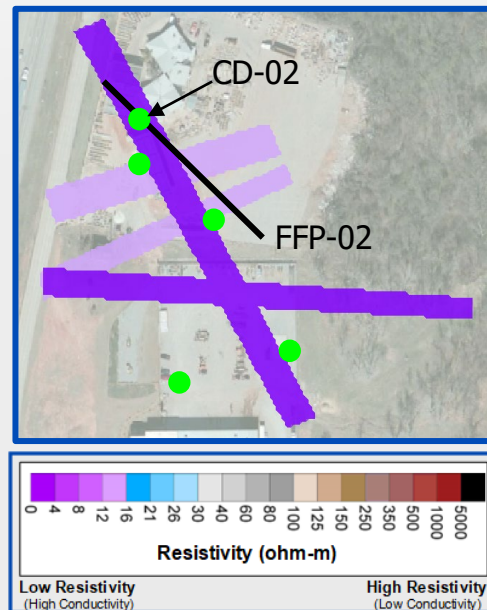 CD-02
FFP-02
0 4 8 12 16 21 26 30 40 60 80 100 125 150 250 350 500 1000 5000
Resistivity (ohm-m)
Low Resistivity High Resistivity
(High Conductivity) (Low Conductivity)